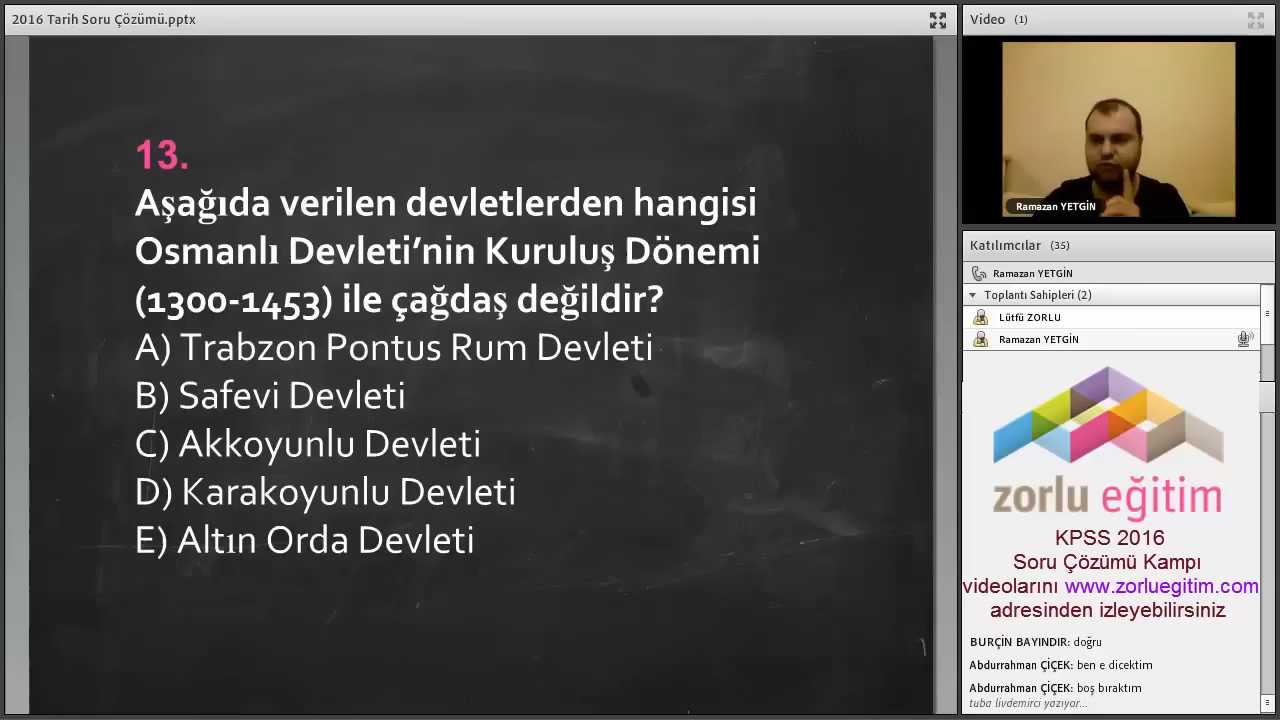 2016 Tarih Soru Çözümü.pptx
13.
Aşağıda verilen devletlerden hangisi
Osmanlı Devleti’nin Kuruluş Dönemi
(1300-1453) ile çağdaş değildir?
A) Trabzon Pontus Rum Devleti
B) Safevi Devleti
C) Akkoyunlu Devleti
D) Karakoyunlu Devleti
E) Altın Orda Devleti
Video (1)
Ramazan YETGİN
Katılımcılar (35)
Ramazan YETGİN
Toplantı Sahipleri (2)
Lütfü ZORLU
Ramazan YETGİN
zorlu eğitim
KPSS 2016
Soru Çözümü Kampı
videolarını www.zorluegitim.com
adresinden izleyebilirsiniz
BURÇİN BAYINDIR: doğru
Abdurrahman ÇİÇEK: ben e dicektim
Abdurrahman ÇİÇEK: boş bıraktım
tuba livdemirci yazıyor...